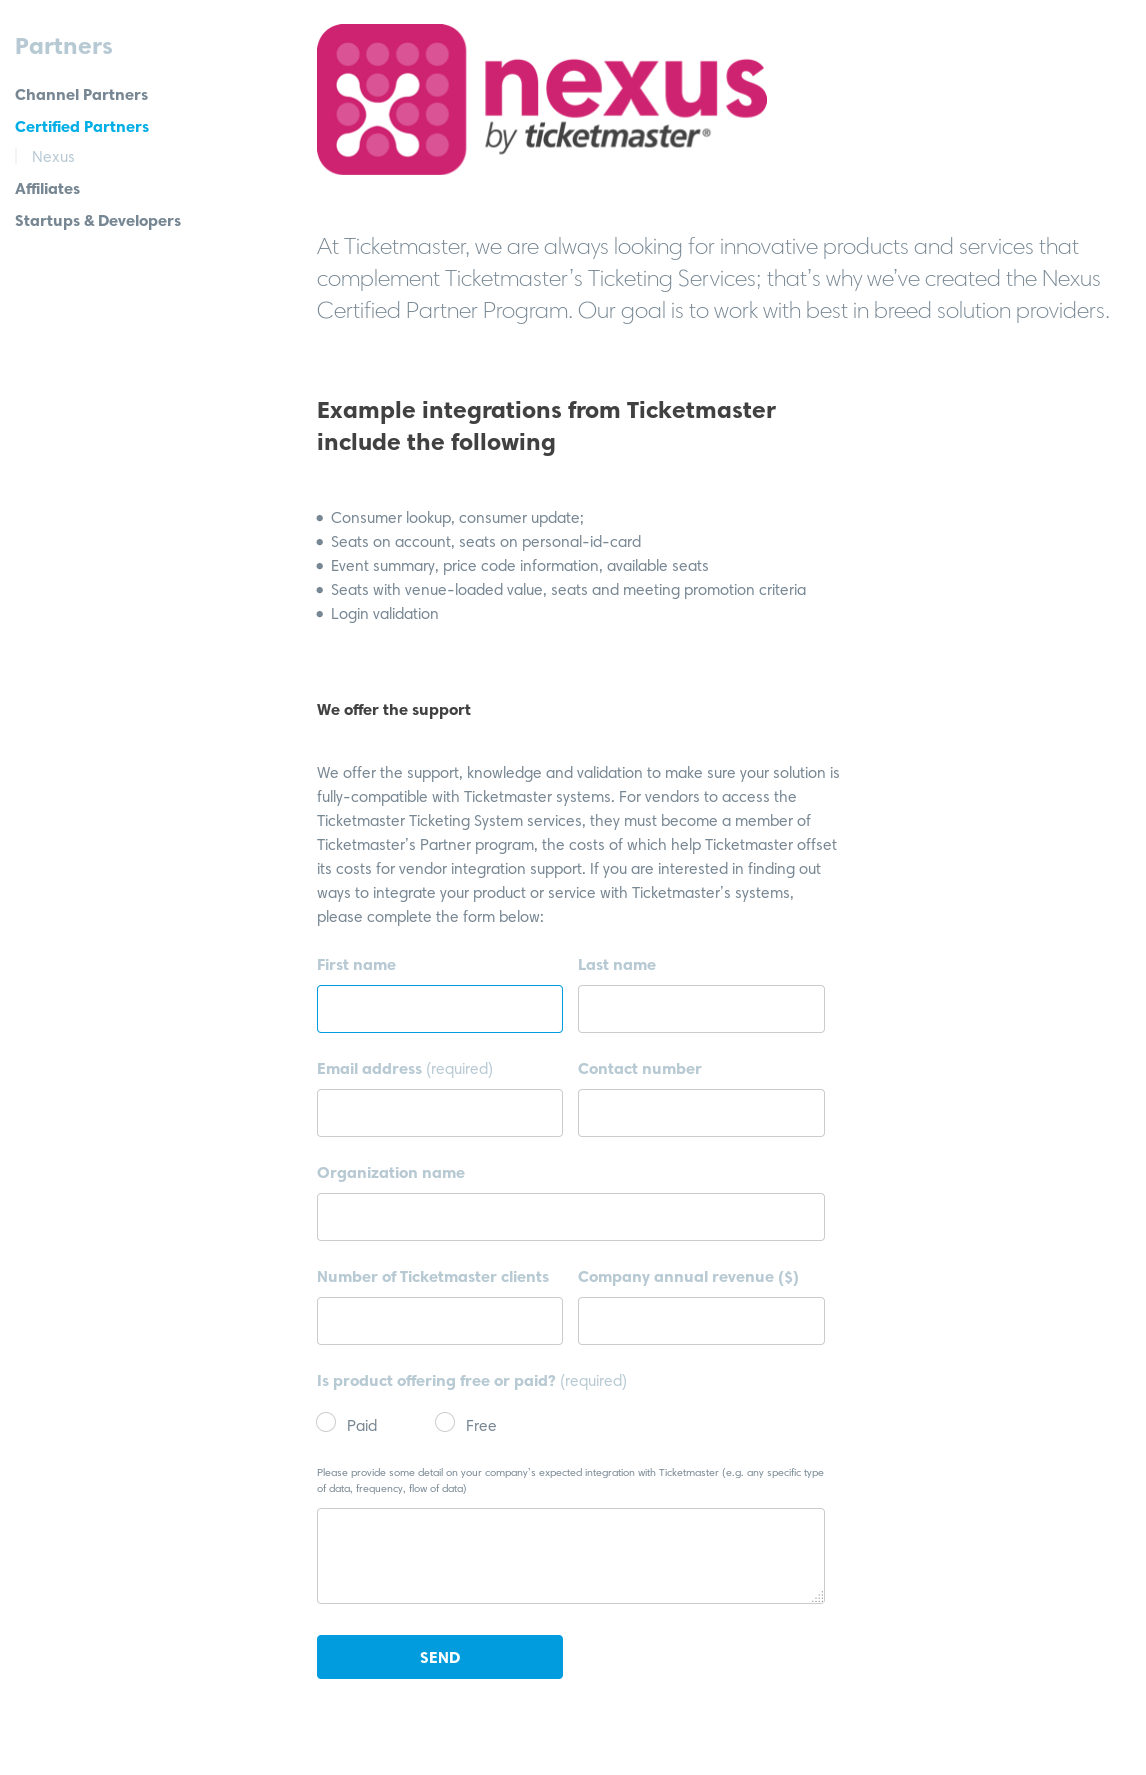 Partners
Channel Partners
Certified Partners
Nexus
Affiliates
Startups & Developers
nexus
by ticketmaster®
At Ticketmaster, we are always looking for innovative products and services that
complement Ticketmaster’s Ticketing Services; that’s why we’ve created the Nexus
Certified Partner Program. Our goal is to work with best in breed solution providers.
Example integrations from Ticketmaster
include the following
• Consumer lookup, consumer update;
• Seats on account, seats on personal-id-card
• Event summary, price code information, available seats
• Seats with venue-loaded value, seats and meeting promotion criteria
• Login validation
We offer the support
We offer the support, knowledge and validation to make sure your solution is
fully-compatible with Ticketmaster systems. For vendors to access the
Ticketmaster Ticketing System services, they must become a member of
Ticketmaster’s Partner program, the costs of which help Ticketmaster offset
its costs for vendor integration support. If you are interested in finding out
ways to integrate your product or service with Ticketmaster’s systems,
please complete the form below:
First name Last name
Email address (required) Contact number
Organization name
Number of Ticketmaster clients Company annual revenue ($)
Is product offering free or paid? (required)
Paid Free
Please provide some detail on your company’s expected integration with Ticketmaster (e.g. any specific type
of data, frequency, flow of data)
SEND